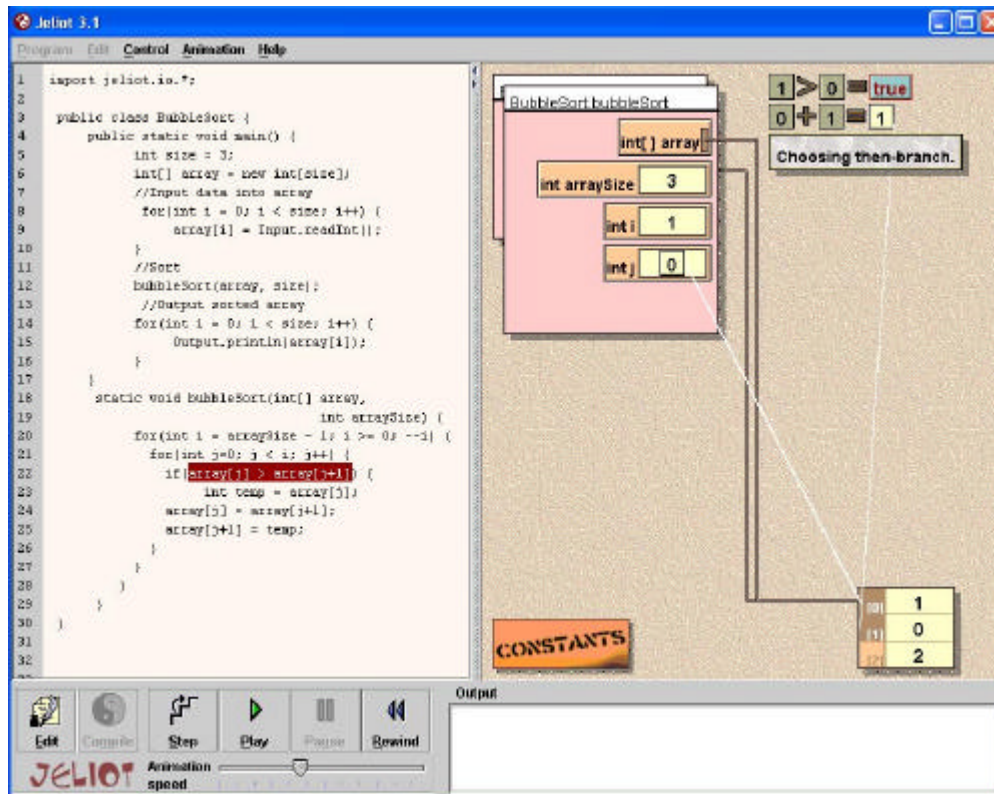 Jeliot 3.1
Program Edit Control Animation Help
1 import jeliot.io.*;
2
3 public class BubbleSort {
4 public static void main() {
5 int size = 3;
6 int[] array = new int[size];
7 //Input data into array
8 for(int i = 0; i < size; i++) {
9 array[i] = Input.readInt();
10 }
11 //Sort
12 bubbleSort(array, size);
13 //Output sorted array
14 for(int i = 0; i < size; i++) {
15 Output.println(array[i]);
16 }
17 }
18 static void bubbleSort(int[] array,
19 int arraySize) {
20 for(int i = arraySize - 1; i >= 0; --i) {
21 for(int j=0; j < i; j++) {
22 if(array[j] > array[j+1]) {
23 int temp = array[j];
24 array[j] = array[j+1];
25 array[j+1] = temp;
26 }
27 }
28 }
29 }
30 }
31
32
BubbleSort.bubbleSort
int[ ] array
int arraySize 3
int i 1
int j 0
1 > 0 = true
0 + 1 = 1
Choosing then-branch.
CONSTANTS
[0] 1
[1] 0
[2] 2
Edit Compile Step Play Pause Rewind
JELIOT Animation speed
Output